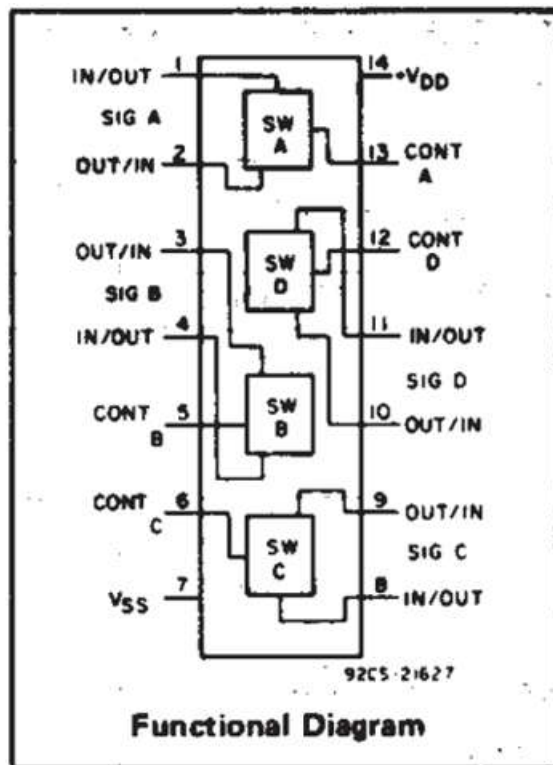 IN/OUT 1 14 +VDD
SIG A SW A
OUT/IN 2 13 CONT A
OUT/IN 3 12 CONT D
SIG B SW D
IN/OUT 4 11 IN/OUT
SIG D
CONT B 5 SW B 10 OUT/IN
CONT C 6 9 OUT/IN
SW C SIG C
VSS 7 8 IN/OUT
92CS-21627
Functional Diagram